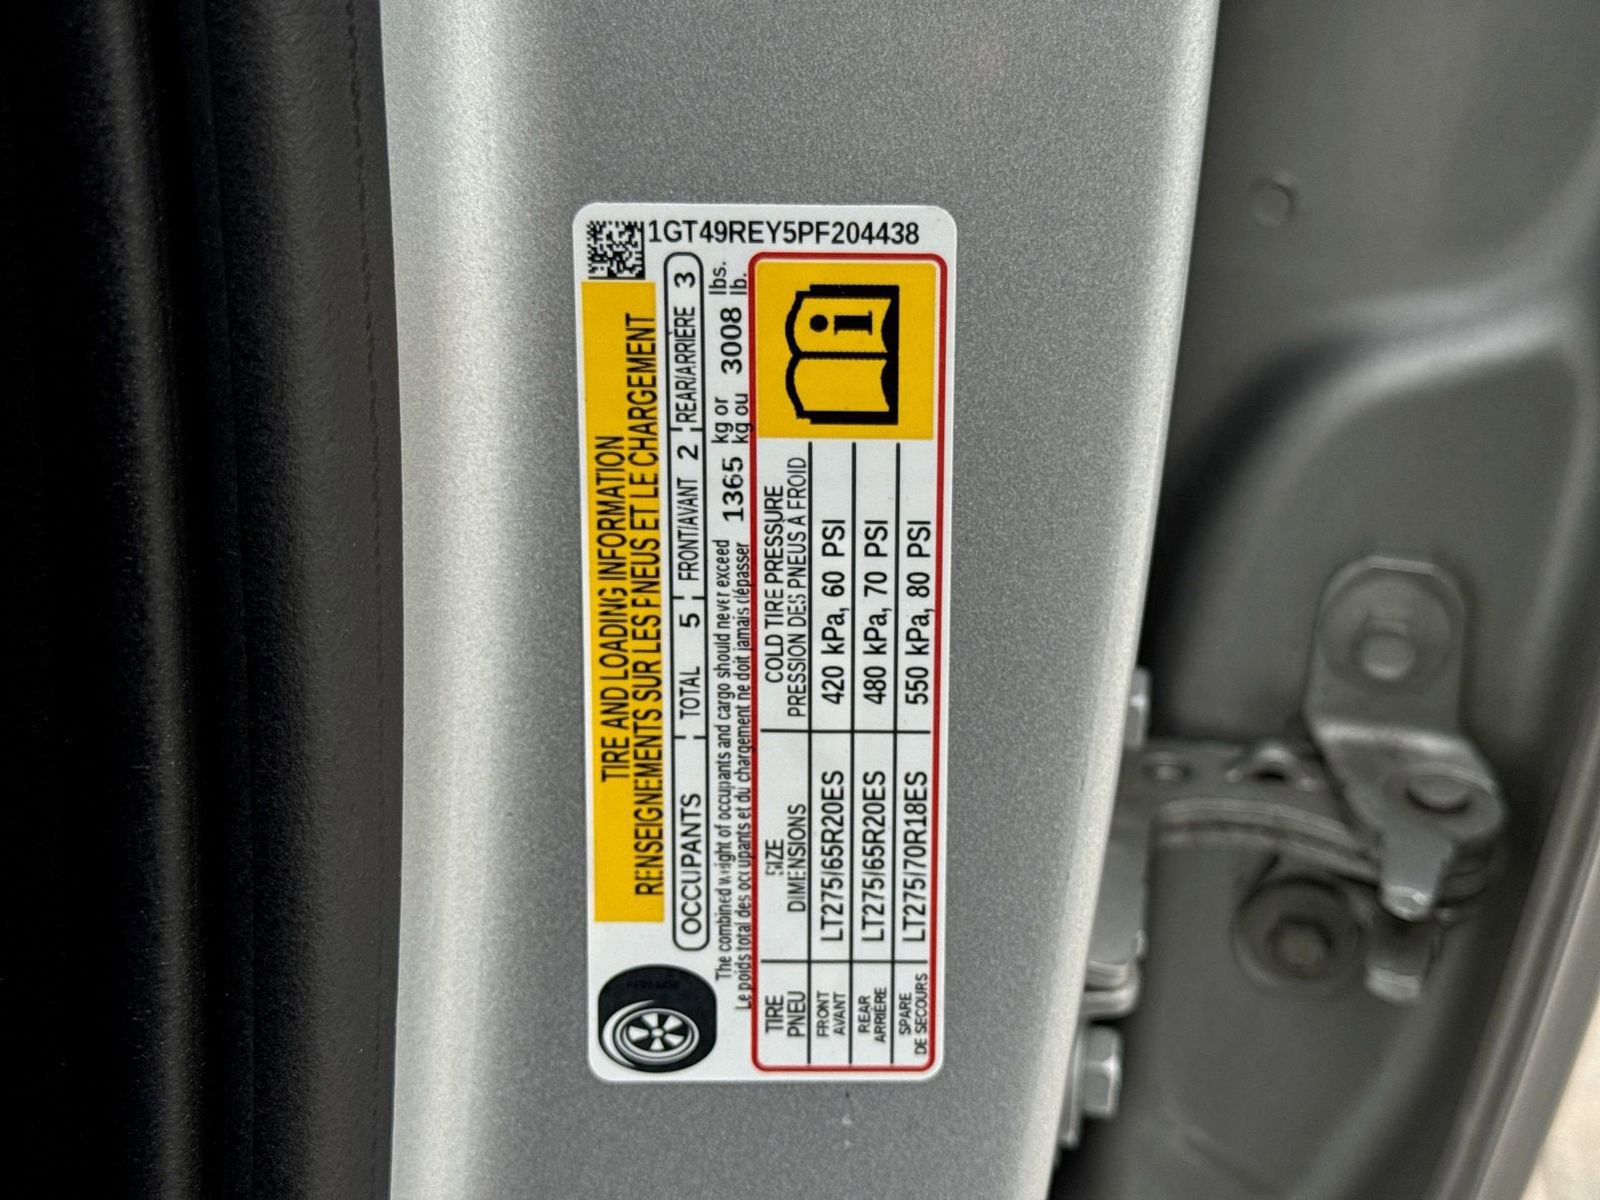 1GT49REY5PF204438
TIRE AND LOADING INFORMATION
RENSEIGNEMENTS SUR LES PNEUS ET LE CHARGEMENT
OCCUPANTS TOTAL 5 FRONT/AVANT 2 REAR/ARRIÈRE 3
The combined weight of occupants and cargo should never exceed 1365 kg or 3008 lbs.
Le poids total des occupants et du chargement ne doit jamais dépasser kg ou lb.
TIRE SIZE COLD TIRE PRESSURE
PNEU DIMENSIONS PRESSION DES PNEUS A FROID
FRONT
AVANT LT275/65R20ES 420 kPa, 60 PSI
REAR
ARRIERE LT275/65R20ES 480 kPa, 70 PSI
SPARE
DE SECOURS LT275/70R18ES 550 kPa, 80 PSI
i